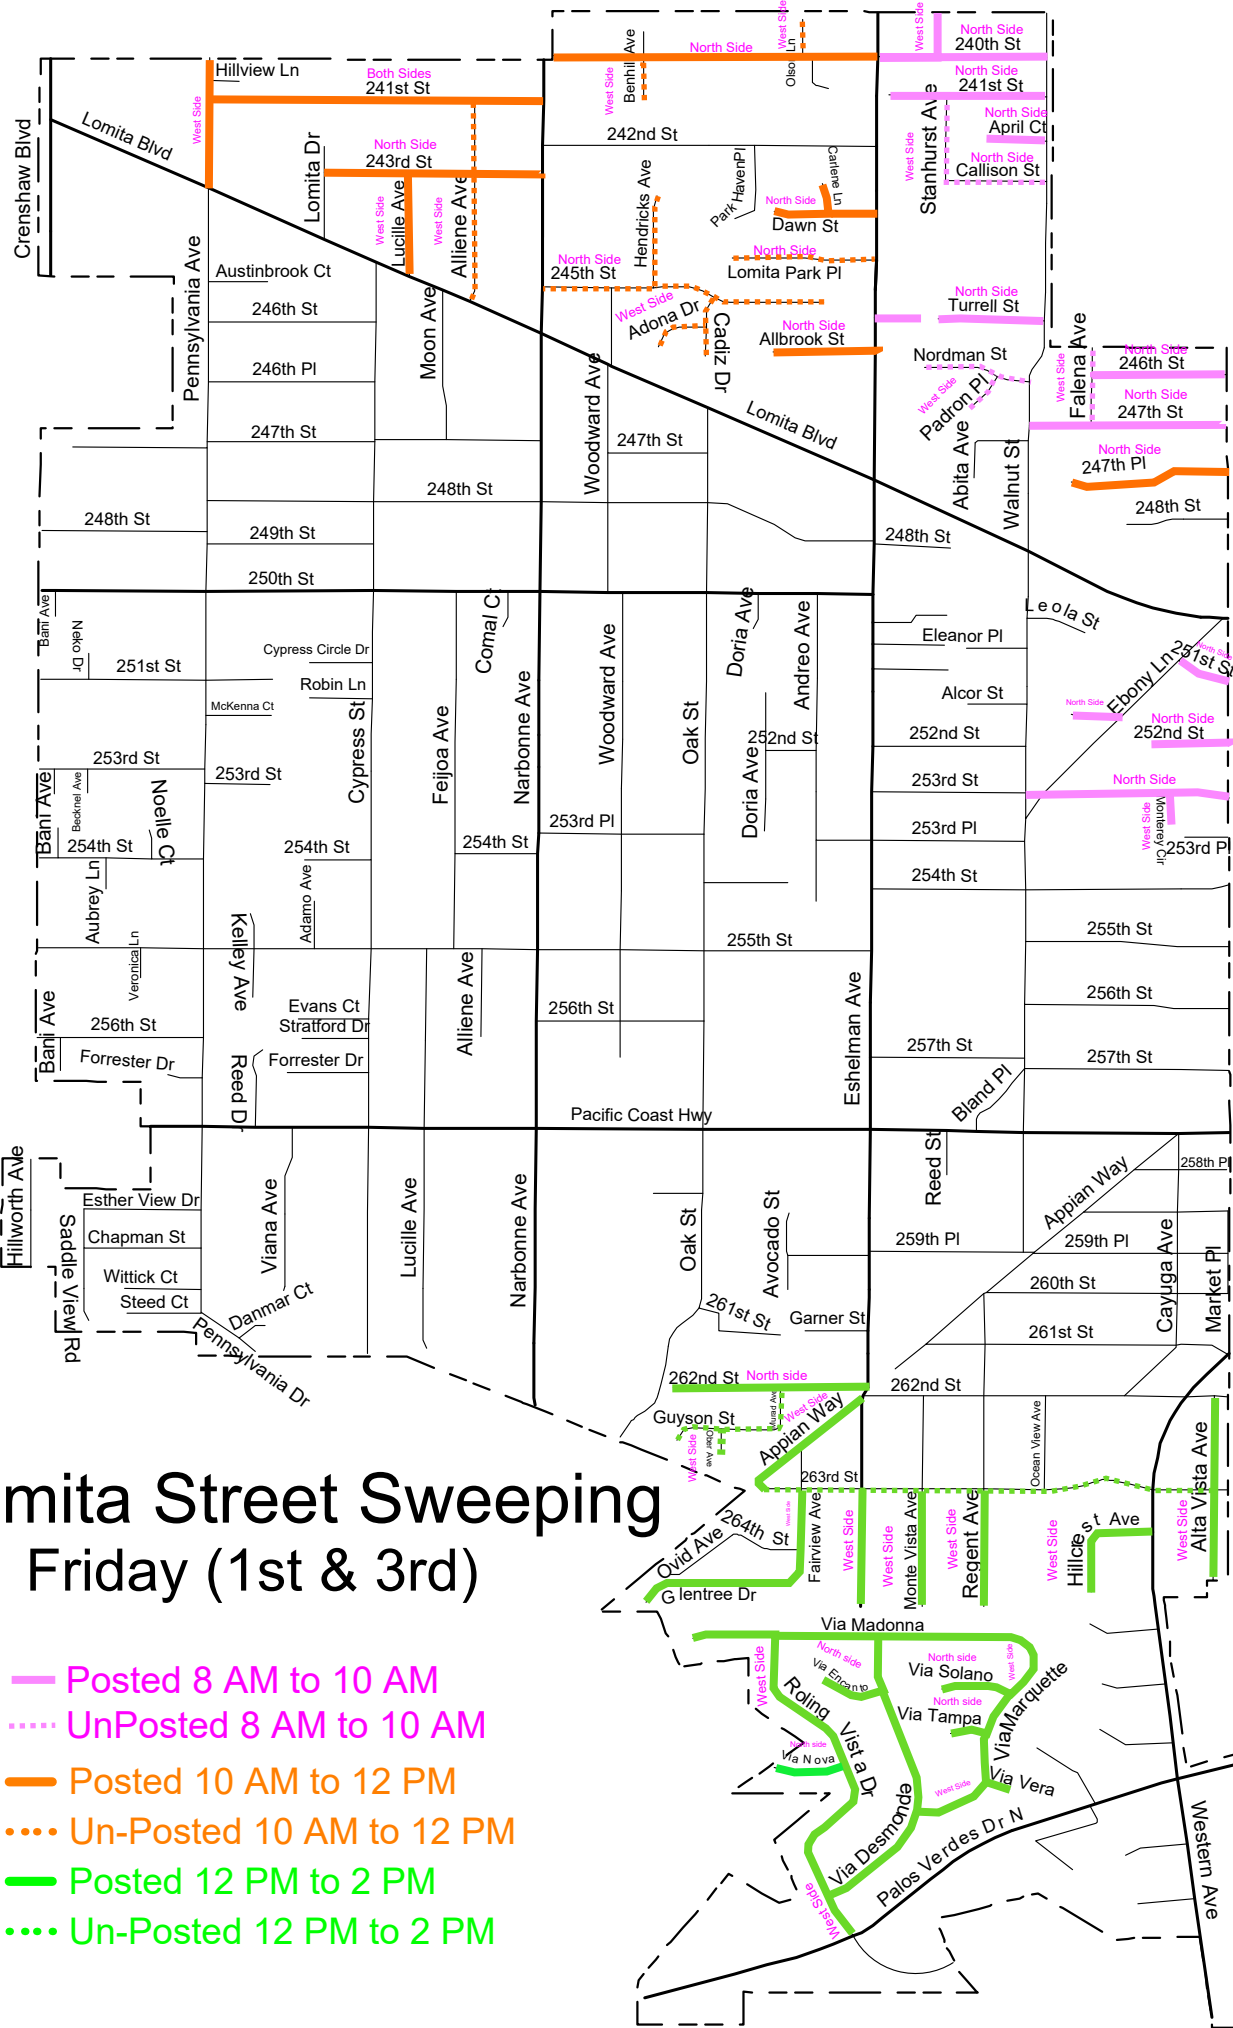 West Side
West Side
North Side
240th St
North Side
Benhill Ave
West Side
Olson Ln
Hillview Ln
Both Sides
241st St
North Side
241st St
West Side
Crenshaw Blvd
Lomita Blvd
Lomita Dr
North Side
243rd St
242nd St
Stanhurst Ave
North Side
April Ct
West Side
North Side
Callison St
West Side
Lucille Ave
West Side
Alliene Ave
Hendricks Ave
Park Haven Pl
Carlene Ln
North Side
Dawn St
Pennsylvania Ave
Austinbrook Ct
North Side
245th St
North Side
Lomita Park Pl
246th St
Moon Ave
West Side
Adona Dr
Cadiz Dr
North Side
Allbrook St
North Side
Turrell St
246th Pl
Nordman St
West Side
Padron Pl
West Side
Falena Ave
North Side
246th St
North Side
247th St
Woodward Ave
Lomita Blvd
247th St
247th St
Abita Ave
Walnut St
North Side
247th Pl
248th St
248th St
248th St
249th St
248th St
250th St
Bani Ave
Neko Dr
251st St
Cypress Circle Dr
Robin Ln
McKenna Ct
Comal Ct
Doria Ave
Andreo Ave
Leola St
Eleanor Pl
North Side
251st St
Ebony Ln
Alcor St
North Side
North Side
252nd St
Cypress St
Feijoa Ave
Narbonne Ave
Woodward Ave
Oak St
252nd St
252nd St
253rd St
253rd St
Bani Ave
Becknel Ave
Noelle Ct
Doria Ave
253rd St
North Side
West Side
Monterey Cir
253rd Pl
253rd Pl
253rd Pl
254th St
254th St
254th St
254th St
Aubrey Ln
Adamo Ave
Kelley Ave
Veronica Ln
255th St
255th St
Bani Ave
256th St
Evans Ct
Stratford Dr
Forrester Dr
Forrester Dr
Reed D
Alliene Ave
256th St
Eshelman Ave
256th St
257th St
257th St
Bland Pl
Pacific Coast Hwy
Hillworth Ave
Saddle View Rd
Esther View Dr
Chapman St
Wittick Ct
Steed Ct
Danmar Ct
Pennsylvania Dr
Viana Ave
Lucille Ave
Narbonne Ave
Oak St
Avocado St
261st St
Garner St
Reed St
Appian Way
258th Pl
259th Pl
259th Pl
260th St
Cayuga Ave
Market Pl
261st St
262nd St
North side
262nd St
Guyson St
Murad Ave
West Side
Appian Way
West Side
Ober Ave
263rd St
Ocean View Ave
Alta Vista Ave
West Side
mita Street Sweeping
Friday (1st & 3rd)
Ovid Ave
264th St
West Side
Fairview Ave
West Side
West Side
Monte Vista Ave
West Side
Regent Ave
West Side
Hillcrest Ave
Glentree Dr
Via Madonna
West Side
North side
Via Encanto
North side
Via Solano
West Side
Via Marquette
North side
Via Tampa
Roling Vista Dr
North side
Via Nova
West Side
Via Vera
Via Desmonde
Palos Verdes Dr N
West Side
Western Ave
Posted 8 AM to 10 AM
UnPosted 8 AM to 10 AM
Posted 10 AM to 12 PM
Un-Posted 10 AM to 12 PM
Posted 12 PM to 2 PM
Un-Posted 12 PM to 2 PM